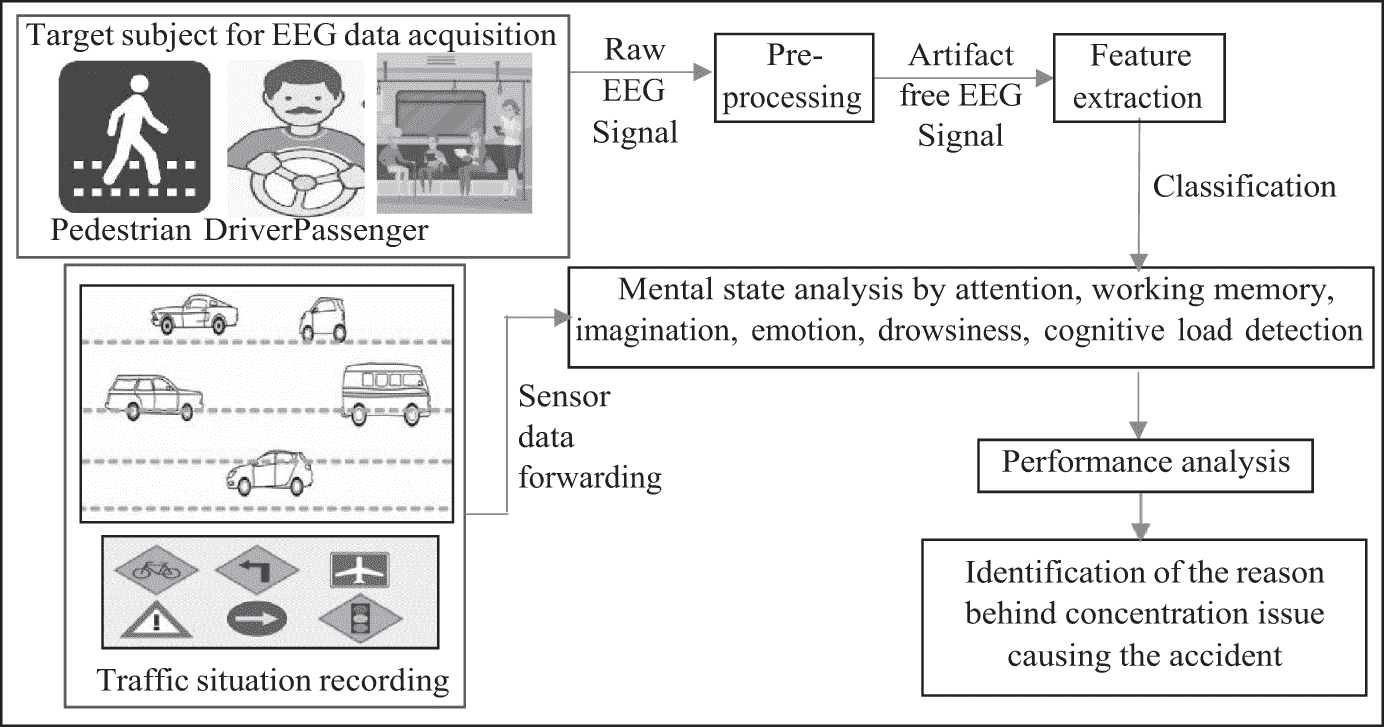 Target subject for EEG data acquisition
Pedestrian DriverPassenger
Raw
EEG
Signal
Pre-
processing
Artifact
free EEG
Signal
Feature
extraction
Classification
Mental state analysis by attention, working memory,
imagination, emotion, drowsiness, cognitive load detection
Sensor
data
forwarding
!
Traffic situation recording
Performance analysis
Identification of the reason
behind concentration issue
causing the accident